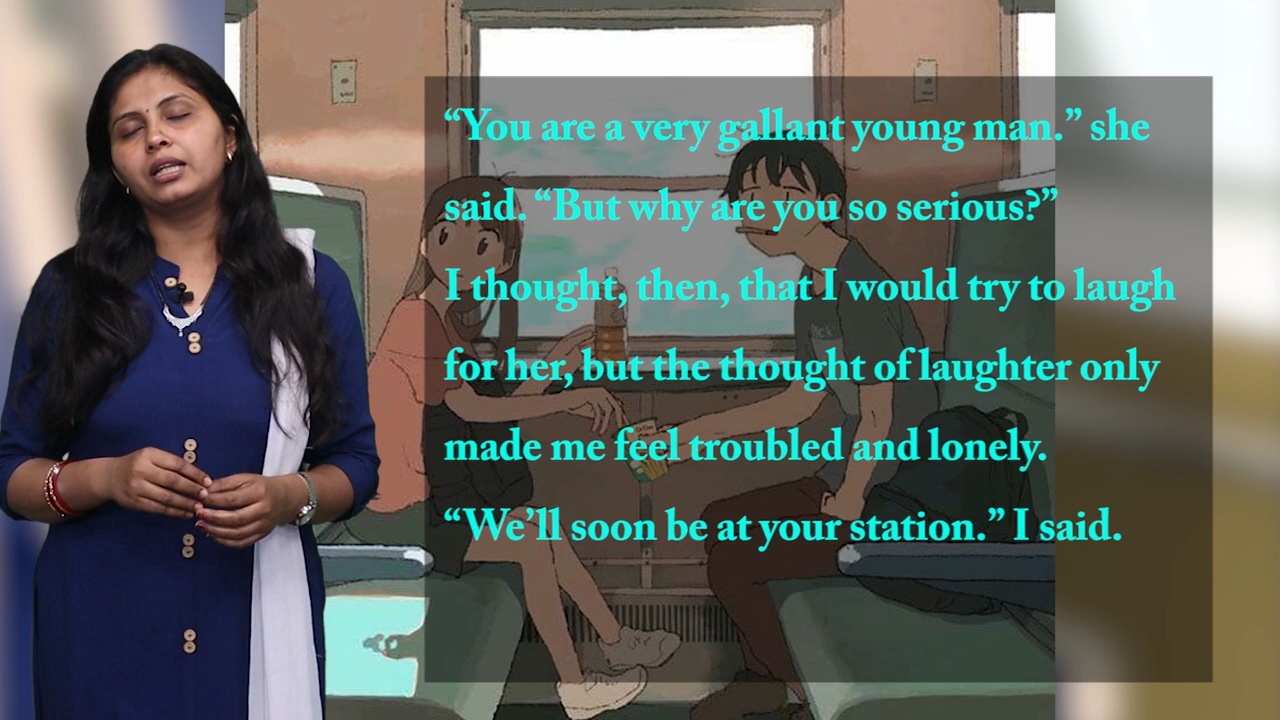 “You are a very gallant young man.” she
said. “But why are you so serious?”
I thought, then, that I would try to laugh
for her, but the thought of laughter only
made me feel troubled and lonely.
“We’ll soon be at your station.” I said.